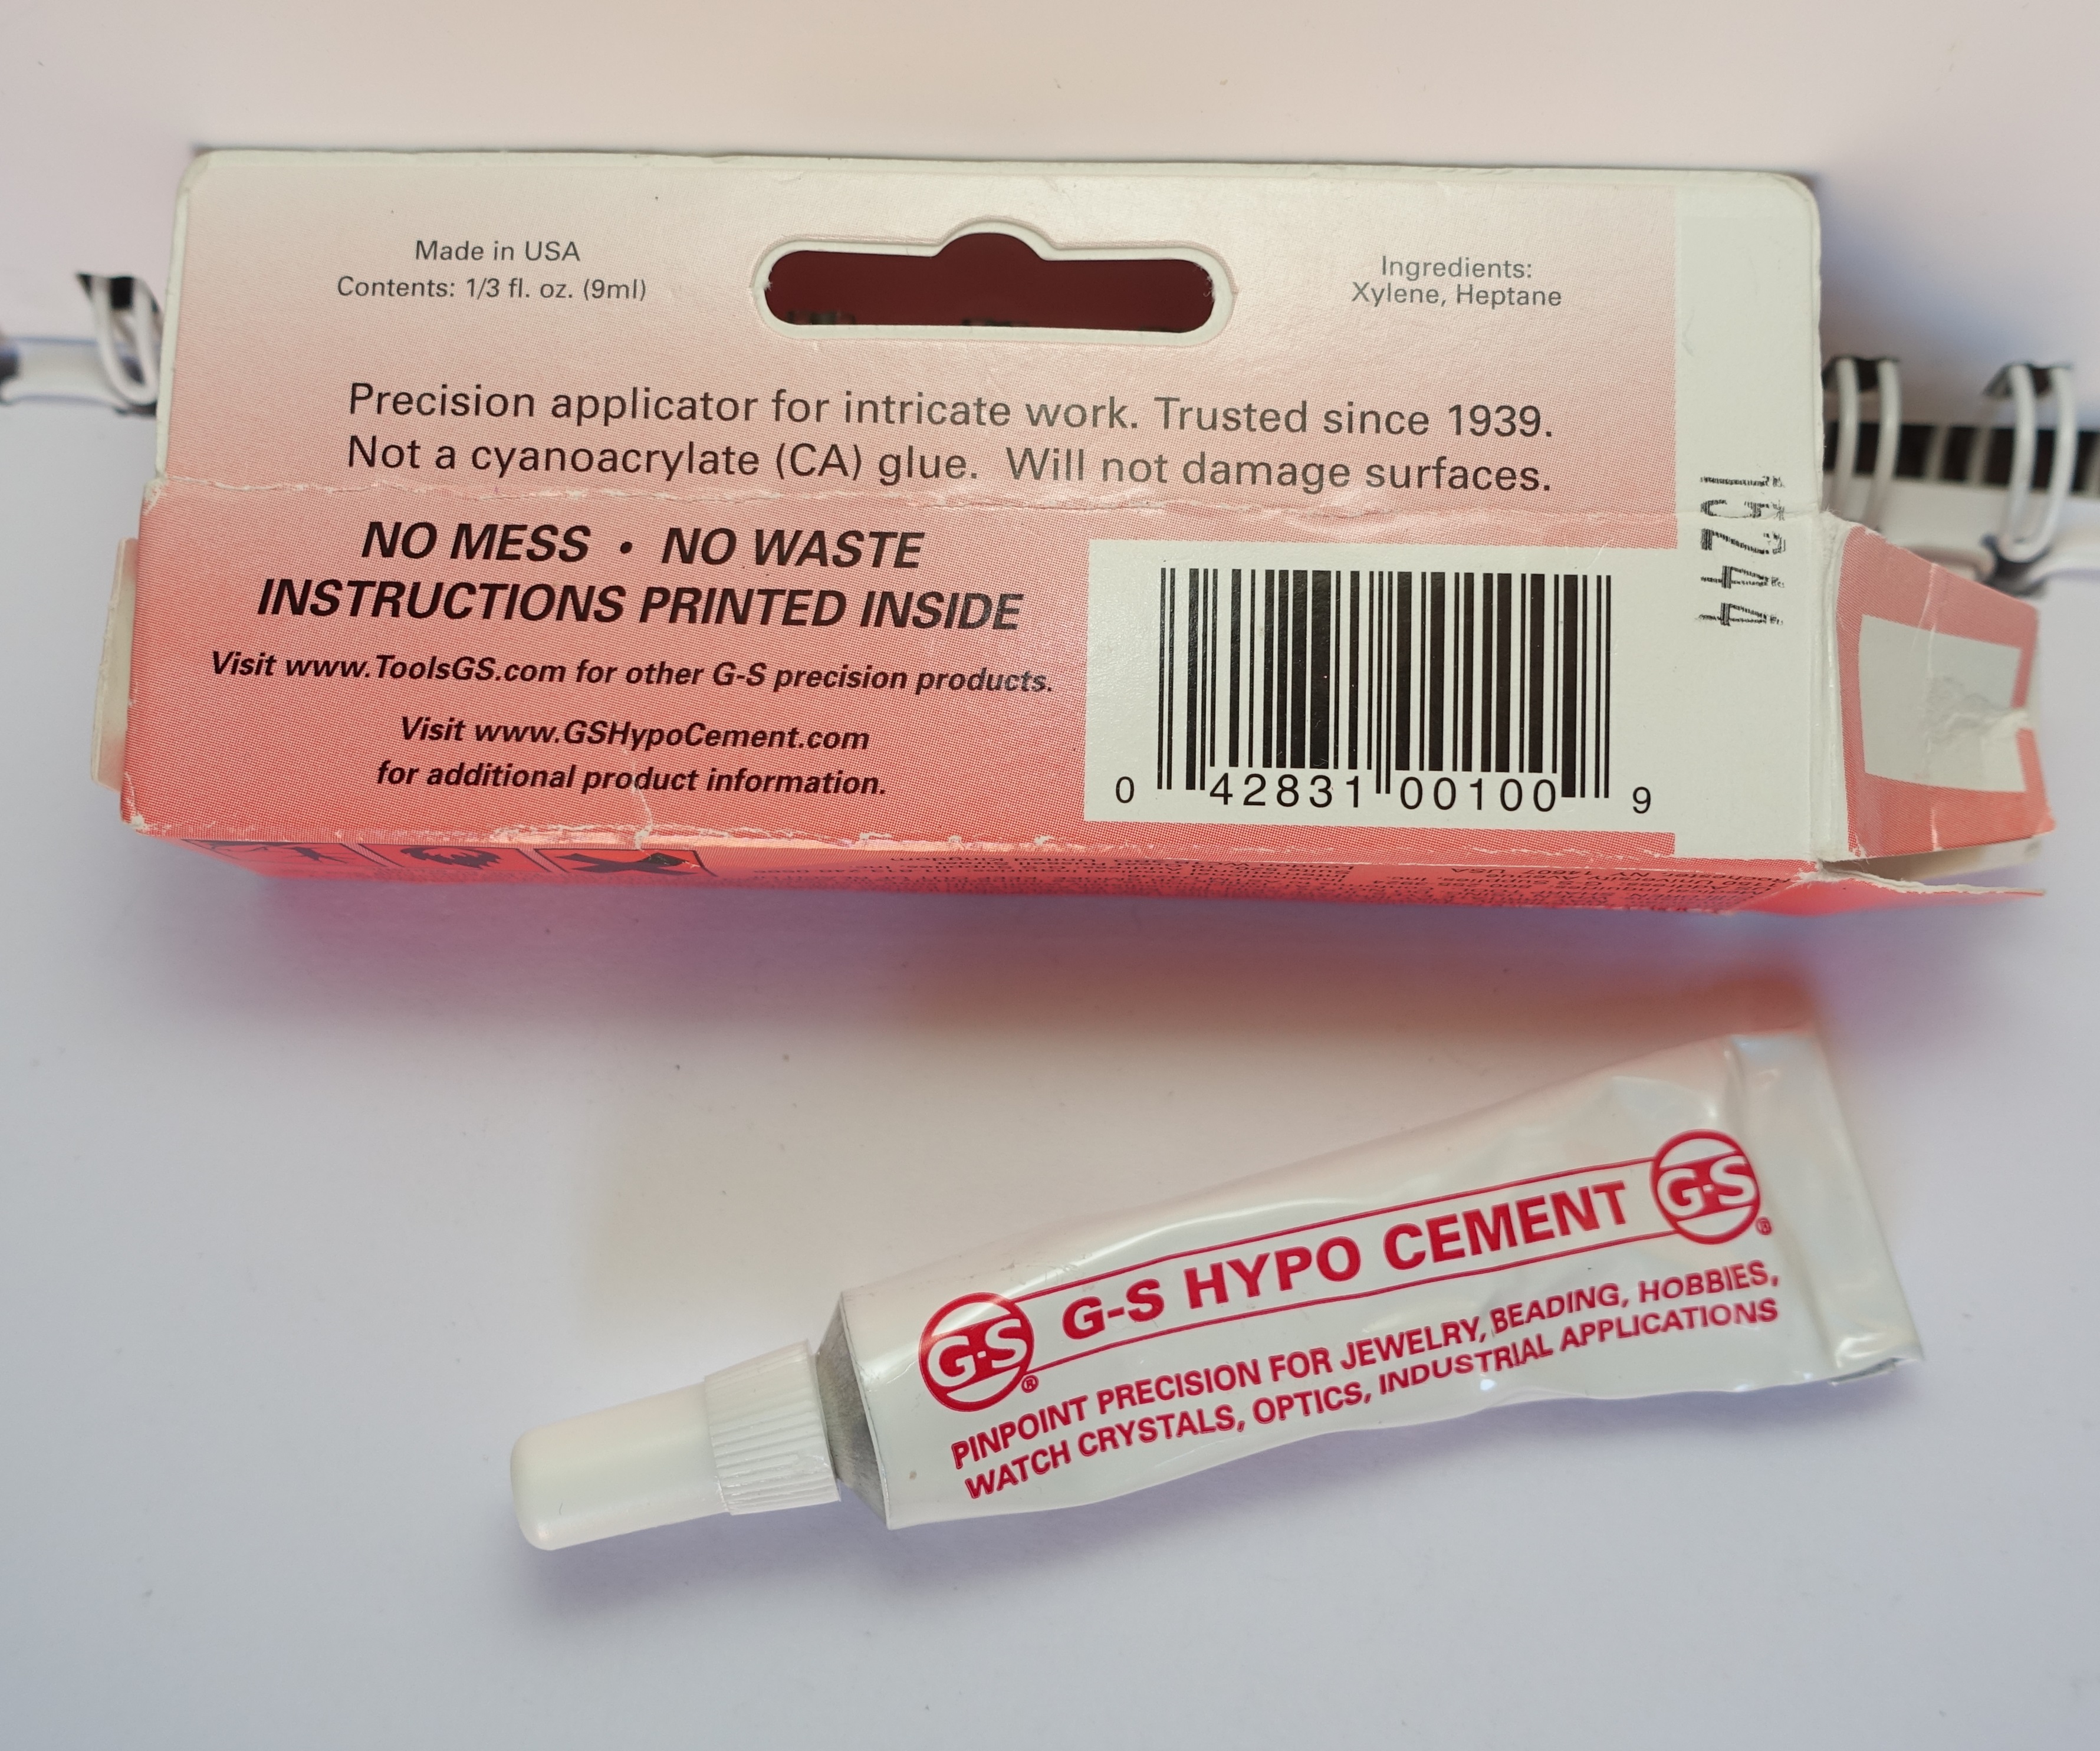 Made in USA
Contents: 1/3 fl. oz. (9ml)
Ingredients:
Xylene, Heptane
Precision applicator for intricate work. Trusted since 1939.
Not a cyanoacrylate (CA) glue. Will not damage surfaces.
NO MESS • NO WASTE
INSTRUCTIONS PRINTED INSIDE
Visit www.ToolsGS.com for other G-S precision products.
Visit www.GSHypoCement.com
for additional product information.
0 42831 00100 9
15244
G-S HYPO CEMENT
G-S®
G-S®
PINPOINT PRECISION FOR JEWELRY, BEADING, HOBBIES,
WATCH CRYSTALS, OPTICS, INDUSTRIAL APPLICATIONS